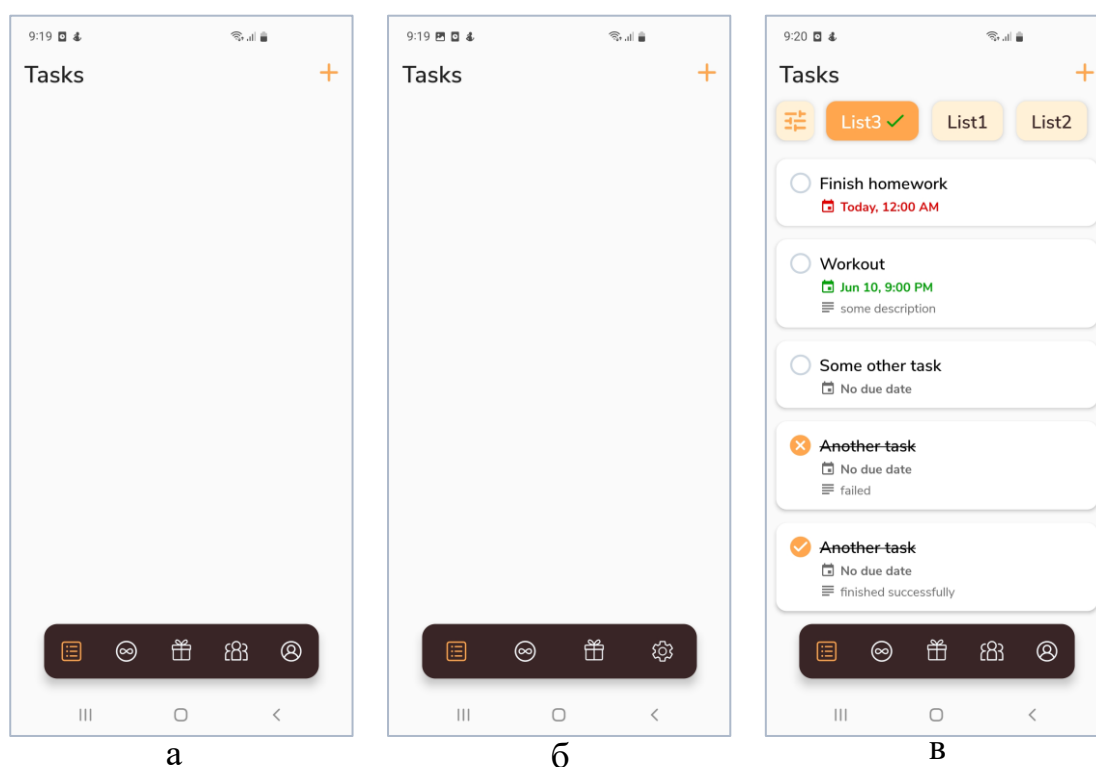 9:19
Tasks
а
9:19
Tasks
б
9:20
Tasks
List3 List1 List2
Finish homework
Today, 12:00 AM
Workout
Jun 10, 9:00 PM
some description
Some other task
No due date
Another task
No due date
failed
Another task
No due date
finished successfully
в